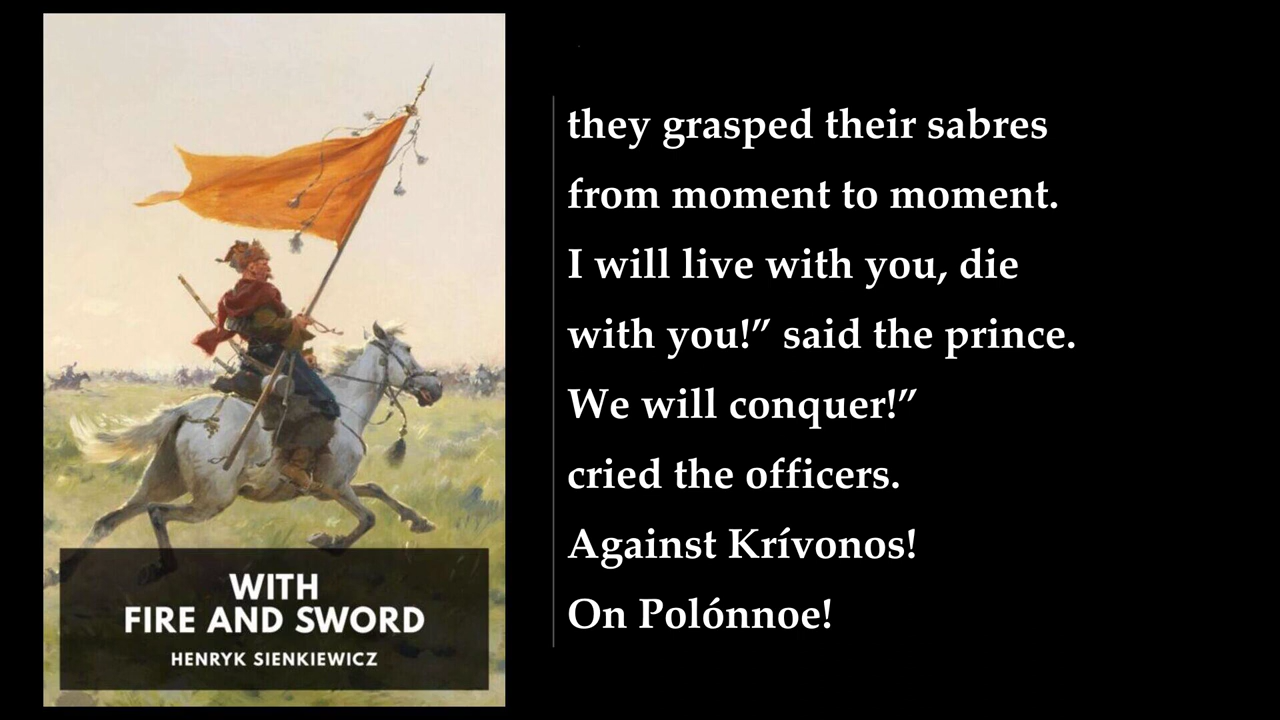 WITH
FIRE AND SWORD
HENRYK SIENKIEWICZ
they grasped their sabres
from moment to moment.
I will live with you, die
with you!” said the prince.
We will conquer!”
cried the officers.
Against Krívonos!
On Polónnoe!